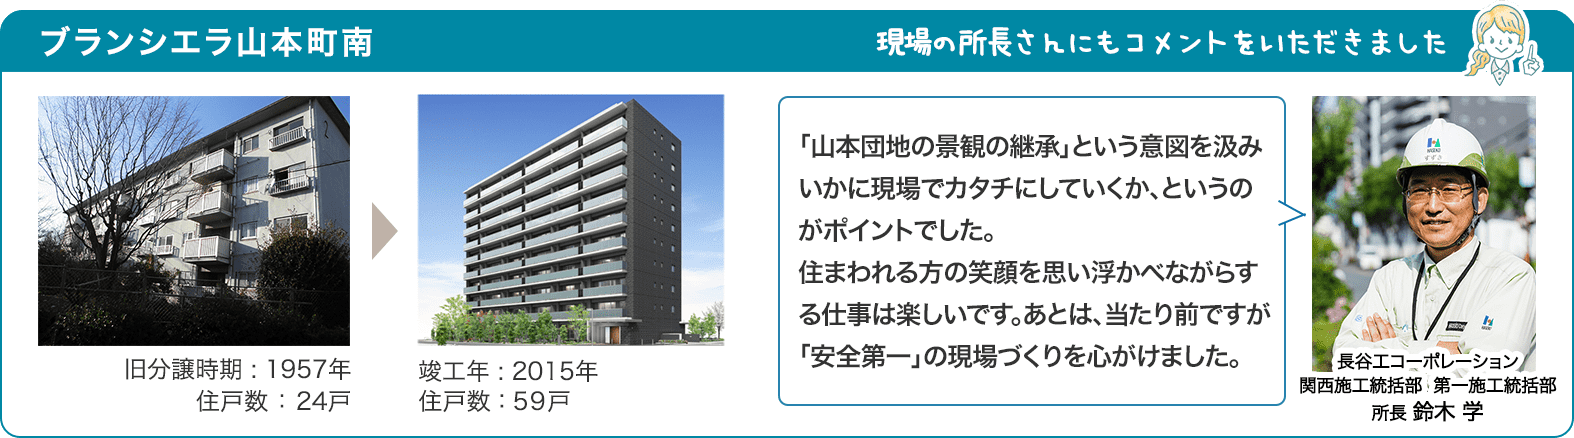 ブランシエラ山本町南
現場の所長さんにもコメントをいただきました
2
旧分譲時期：1957年
住戸数：24戸
竣工年：2015年
住戸数：59戸
「山本団地の景観の継承」という意図を汲み
いかに現場でカタチにしていくか、というの
がポイントでした。
住まわれる方の笑顔を思い浮かべながらす
る仕事は楽しいです。あとは、当たり前ですが
「安全第一」の現場づくりを心がけました。
HASEKO
すずき
長谷工コーポレーション
関西施工統括部 第一施工統括部
所長 鈴木 学